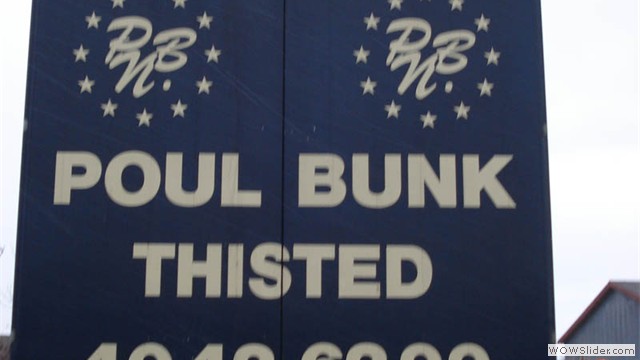 PNB. PNB.
POUL BUNK
THISTED
WOWSlider.com